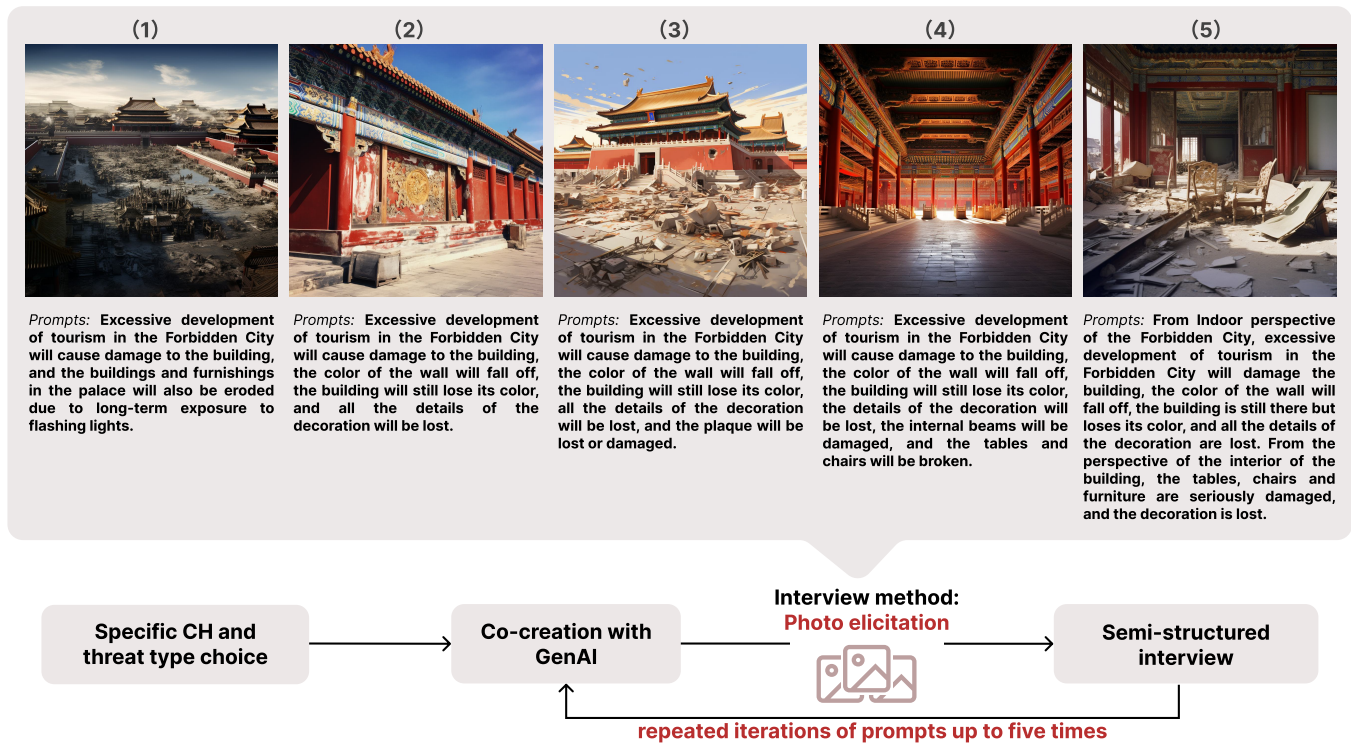 (1)
(2)
(3)
(4)
(5)
Prompts: Excessive development
of tourism in the Forbidden City
will cause damage to the building,
and the buildings and furnishings
in the palace will also be eroded
due to long-term exposure to
flashing lights.
Prompts: Excessive development
of tourism in the Forbidden City
will cause damage to the building,
the color of the wall will fall off,
the building will still lose its color,
and all the details of the
decoration will be lost.
Prompts: Excessive development
of tourism in the Forbidden City
will cause damage to the building,
the color of the wall will fall off,
the building will still lose its color,
all the details of the decoration
will be lost, and the plaque will be
lost or damaged.
Prompts: Excessive development
of tourism in the Forbidden City
will cause damage to the building,
the color of the wall will fall off,
the building will still lose its color,
the details of the decoration will
be lost, the internal beams will be
damaged, and the tables and
chairs will be broken.
Prompts: From Indoor perspective
of the Forbidden City, excessive
development of tourism in the
Forbidden City will damage the
building, the color of the wall will
fall off, the building is still there but
loses its color, and all the details of
the decoration are lost. From the
perspective of the interior of the
building, the tables, chairs and
furniture are seriously damaged,
and the decoration is lost.
Specific CH and
threat type choice
Co-creation with
GenAI
Interview method:
Photo elicitation
Semi-structured
interview
repeated iterations of prompts up to five times